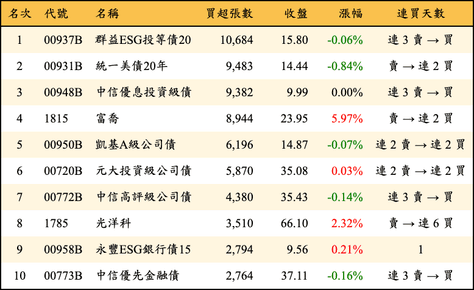 名次 代號 名稱 買超張數 收盤 漲幅 連買天數
1 00937B 群益ESG投等債20 10,684 15.80 -0.06% 連 3 賣 → 買
2 00931B 統一美債20年 9,483 14.44 -0.84% 賣 → 連 2 買
3 00948B 中信優息投資級債 9,382 9.99 0.00% 連 3 賣 → 買
4 1815 富喬 8,944 23.95 5.97% 賣 → 連 2 買
5 00950B 凱基A級公司債 6,196 14.87 -0.07% 連 2 賣 → 連 2 買
6 00720B 元大投資級公司債 5,870 35.08 0.03% 連 2 賣 → 連 2 買
7 00772B 中信高評級公司債 4,380 35.43 -0.14% 連 3 賣 → 買
8 1785 光洋科 3,510 66.10 2.32% 賣 → 連 6 買
9 00958B 永豐ESG銀行債15 2,794 9.56 0.21% 1
10 00773B 中信優先金融債 2,764 37.11 -0.16% 連 3 賣 → 買